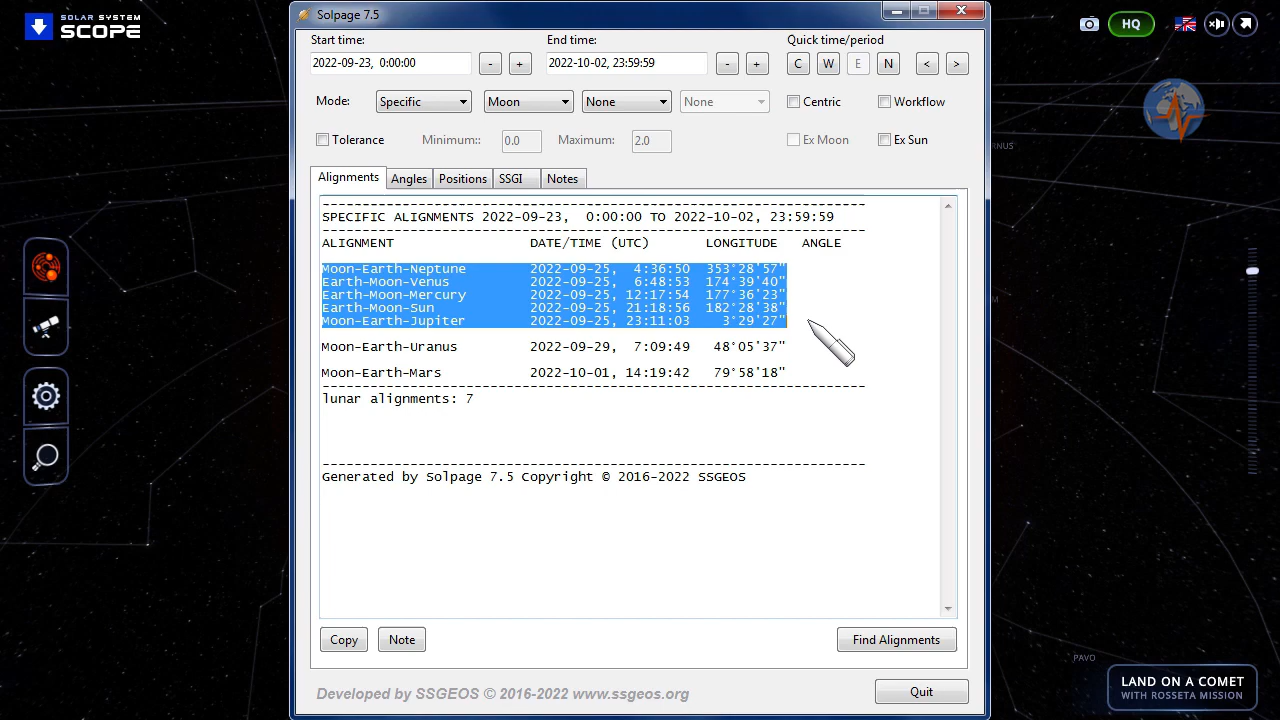 SOLAR SYSTEM
SCOPE
HQ
Solpage 7.5
Start time:
End time:
Quick time/period
2022-09-23, 0:00:00
-
+
2022-10-02, 23:59:59
-
+
C
W
E
N
<
>
Mode:
Specific
Moon
None
None
Centric
Workflow
Tolerance
Minimum::
0.0
Maximum:
2.0
Ex Moon
Ex Sun
Alignments
Angles
Positions
SSGI
Notes
------------------------------------------------------------------
SPECIFIC ALIGNMENTS 2022-09-23, 0:00:00 TO 2022-10-02, 23:59:59
------------------------------------------------------------------
ALIGNMENT DATE/TIME (UTC) LONGITUDE ANGLE
Moon-Earth-Neptune 2022-09-25, 4:36:50 353°28'57"
Earth-Moon-Venus 2022-09-25, 6:48:53 174°39'40"
Earth-Moon-Mercury 2022-09-25, 12:17:54 177°36'23"
Earth-Moon-Sun 2022-09-25, 21:18:56 182°28'38"
Moon-Earth-Jupiter 2022-09-25, 23:11:03 3°29'27"
Moon-Earth-Uranus 2022-09-29, 7:09:49 48°05'37"
Moon-Earth-Mars 2022-10-01, 14:19:42 79°58'18"
------------------------------------------------------------------
lunar alignments: 7
------------------------------------------------------------------
Generated by Solpage 7.5 Copyright © 2016-2022 SSGEOS
Copy
Note
Find Alignments
Developed by SSGEOS © 2016-2022 www.ssgeos.org
Quit
PAVO
LAND ON A COMET
WITH ROSSETA MISSION